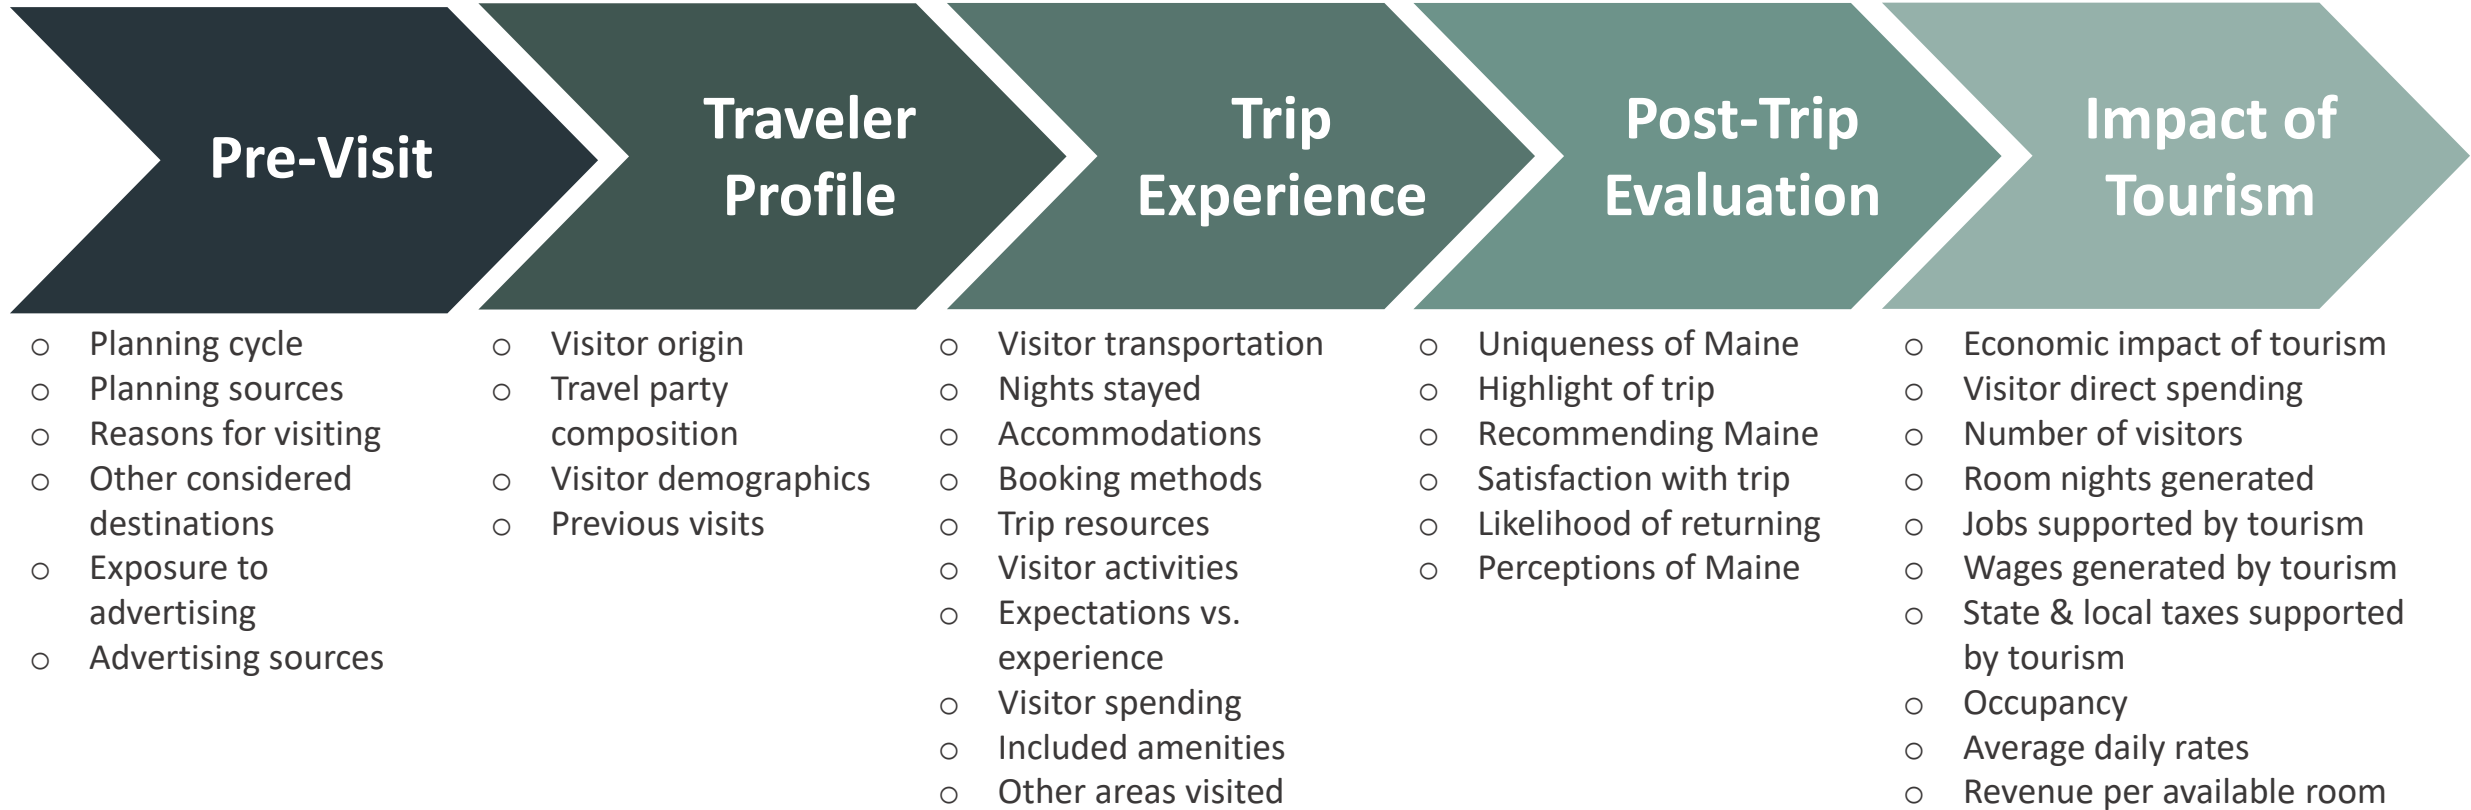 Pre-Visit
Traveler
Profile
Trip
Experience
Post-Trip
Evaluation
Impact of
Tourism
o Planning cycle
o Planning sources
o Reasons for visiting
o Other considered
destinations
o Exposure to
advertising
o Advertising sources
o Visitor origin
o Travel party
composition
o Visitor demographics
o Previous visits
o Visitor transportation
o Nights stayed
o Accommodations
o Booking methods
o Trip resources
o Visitor activities
o Expectations vs.
experience
o Visitor spending
o Included amenities
o Other areas visited
o Uniqueness of Maine
o Highlight of trip
o Recommending Maine
o Satisfaction with trip
o Likelihood of returning
o Perceptions of Maine
o Economic impact of tourism
o Visitor direct spending
o Number of visitors
o Room nights generated
o Jobs supported by tourism
o Wages generated by tourism
o State & local taxes supported
by tourism
o Occupancy
o Average daily rates
o Revenue per available room